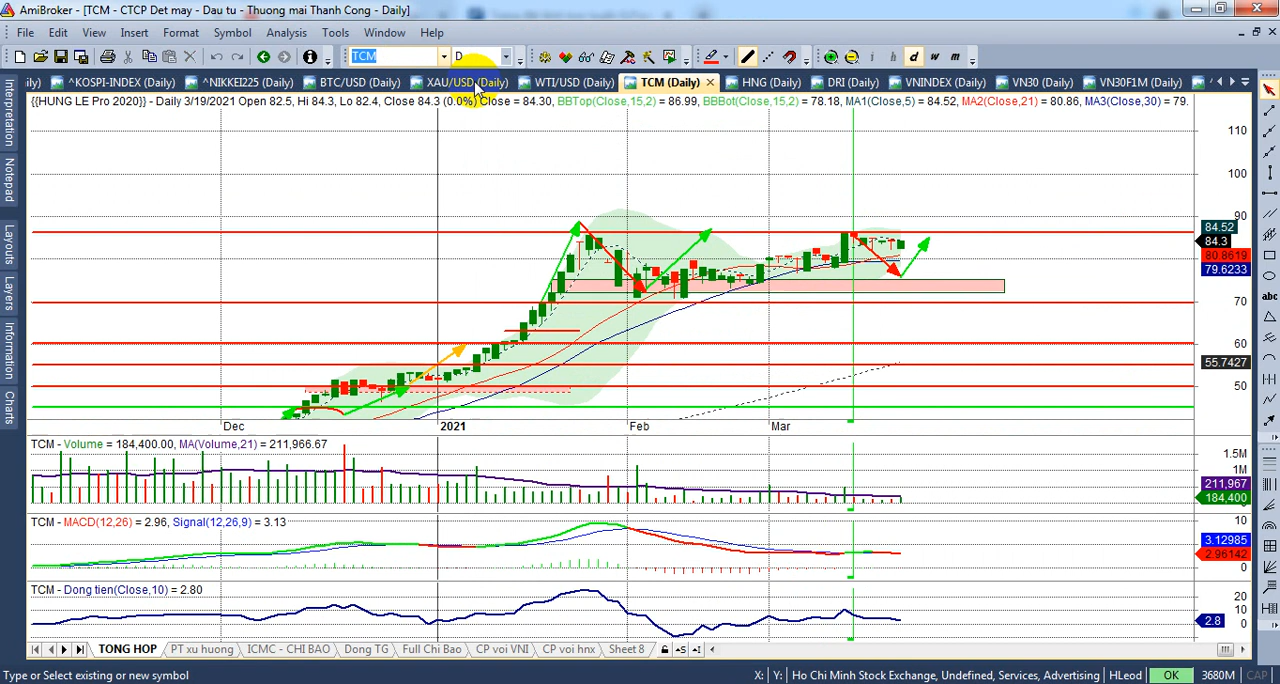 AmiBroker - [TCM - CTCP Det may - Dau tu - Thuong mai Thanh Cong - Daily]
File Edit View Insert Format Symbol Analysis Tools Window Help
TCM D i h d w m
ily) ^KOSPI-INDEX (Daily) ^NIKKEI225 (Daily) BTC/USD (Daily) XAU/USD (Daily) WTI/USD (Daily) TCM (Daily) HNG (Daily) DRI (Daily) VNINDEX (Daily) VN30 (Daily) VN30F1M (Daily)
{{HUNG LE Pro 2020}} - Daily 3/19/2021 Open 82.5, Hi 84.3, Lo 82.4, Close 84.3 (0.0%) Close = 84.30, BBTop(Close,15,2) = 86.99, BBBot(Close,15,2) = 78.18, MA1(Close,5) = 84.52, MA2(Close,21) = 80.86, MA3(Close,30) = 79.
Interpretation
Notepad
Layouts
Layers
Information
Charts
110
100
90
84.52
84.3
80.8619
79.6233
70
60
55.7427
50
Dec 2021 Feb Mar
TCM - Volume = 184,400.00, MA(Volume,21) = 211,966.67
1.5M
1M
211,967
184,400
TCM - MACD(12,26) = 2.96, Signal(12,26,9) = 3.13
10
3.12985
2.96142
0
TCM - Dong tien(Close,10) = 2.80
20
10
2.8
0
abc
TONG HOP PT xu huong ICMC - CHI BAO Dong TG Full Chi Bao CP voi VNI CP voi hnx Sheet 8
Type or Select existing or new symbol X: Y: Ho Chi Minh Stock Exchange, Undefined, Services, Advertising HLeod OK 3680M CAP